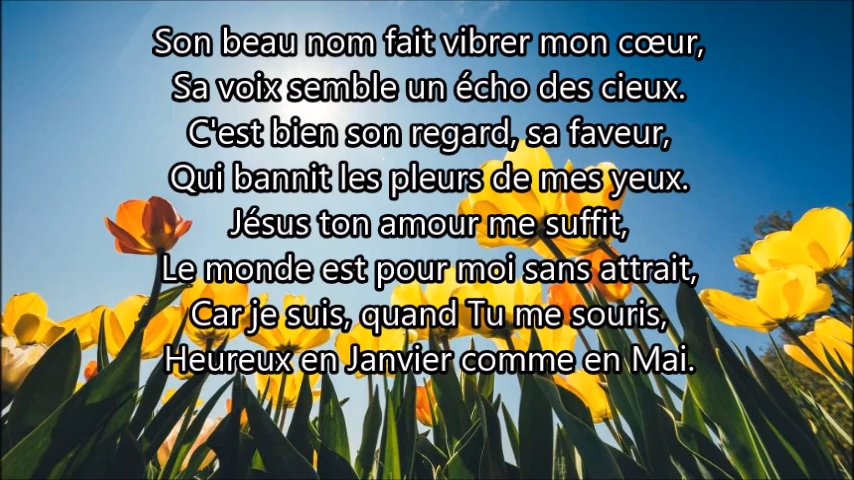 Son beau nom fait vibrer mon cœur,
Sa voix semble un écho des cieux.
C'est bien son regard, sa faveur,
Qui bannit les pleurs de mes yeux.
Jésus ton amour me suffit,
Le monde est pour moi sans attrait,
Car je suis, quand Tu me souris,
Heureux en Janvier comme en Mai.